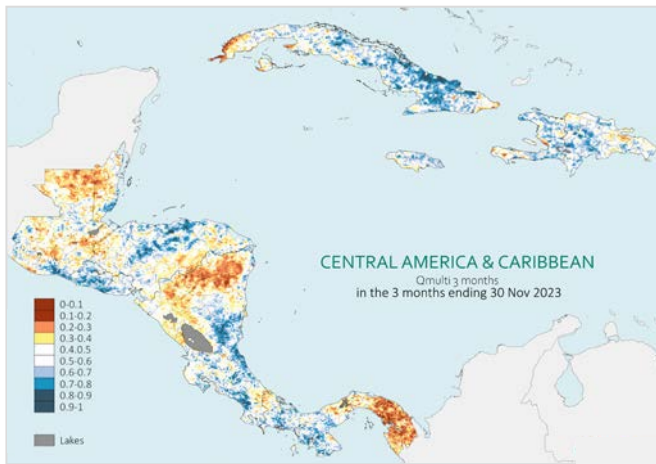 CENTRAL AMERICA & CARIBBEAN
Qmulti 3 months
in the 3 months ending 30 Nov 2023
0-0.1
0.1-0.2
0.2-0.3
0.3-0.4
0.4.0.5
0.5-0.6
0.6-0.7
0.7-0.8
0.8-0.9
0.9-1
Lakes